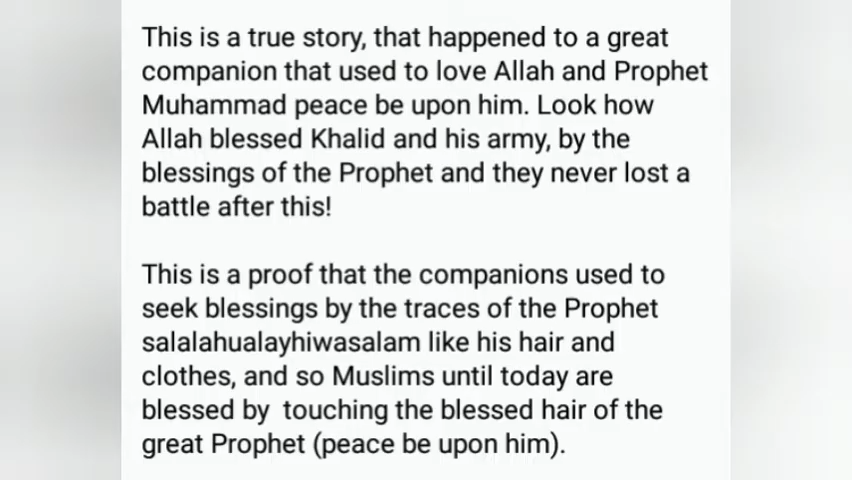 This is a true story, that happened to a great
companion that used to love Allah and Prophet
Muhammad peace be upon him. Look how
Allah blessed Khalid and his army, by the
blessings of the Prophet and they never lost a
battle after this!
This is a proof that the companions used to
seek blessings by the traces of the Prophet
salalahualayhiwasalam like his hair and
clothes, and so Muslims until today are
blessed by  touching the blessed hair of the
great Prophet (peace be upon him).